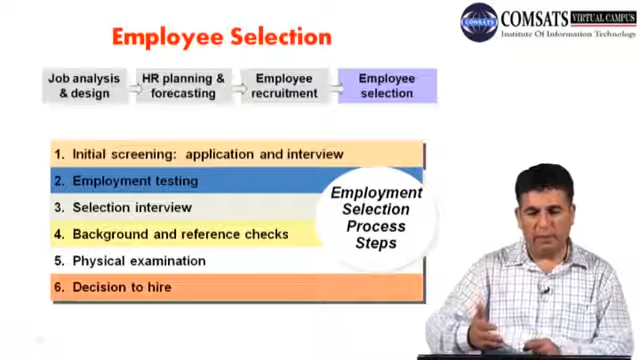 Employee Selection
COMSATS
COMSATS VIRTUAL CAMPUS
Institute Of Information Technology
Job analysis
& design
HR planning &
forecasting
Employee
recruitment
Employee
selection
1. Initial screening: application and interview
2. Employment testing
3. Selection interview
4. Background and reference checks
5. Physical examination
6. Decision to hire
Employment
Selection
Process
Steps